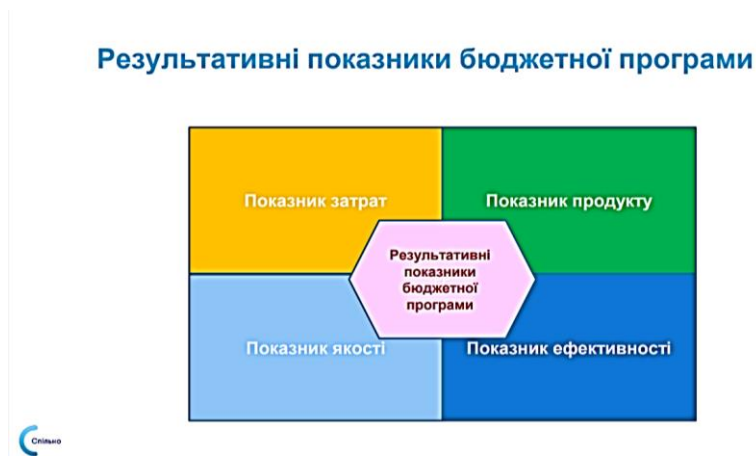 Результативні показники бюджетної програми
Показник затрат
Показник продукту
Результативні
показники
бюджетної
програми
Показник якості
Показник ефективності
Спільно